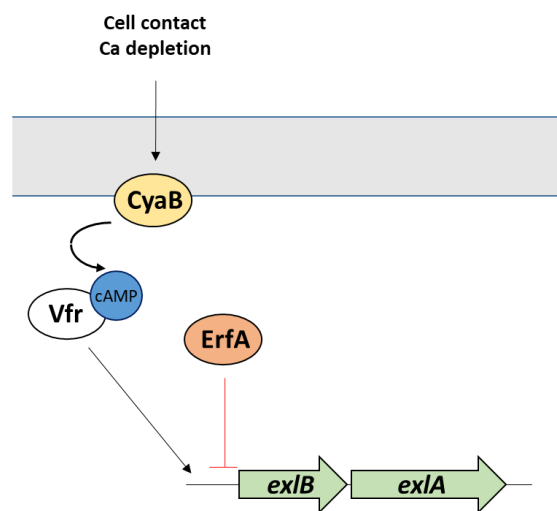 Cell contact
Ca depletion
CyaB
cAMP
Vfr
ErfA
exlB
exlA